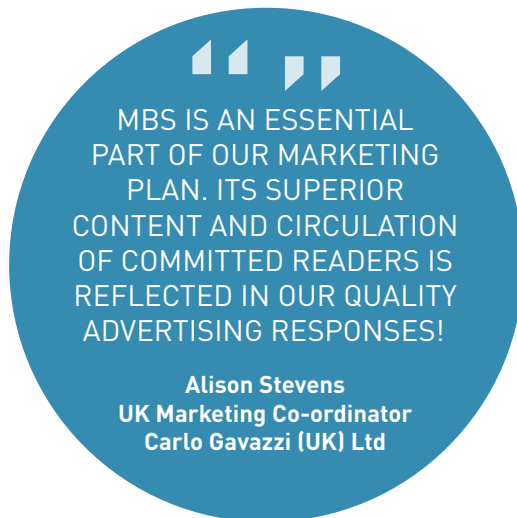 MBS IS AN ESSENTIAL
PART OF OUR MARKETING
PLAN. ITS SUPERIOR
CONTENT AND CIRCULATION
OF COMMITTED READERS IS
REFLECTED IN OUR QUALITY
ADVERTISING RESPONSES!
Alison Stevens
UK Marketing Co-ordinator
Carlo Gavazzi (UK) Ltd